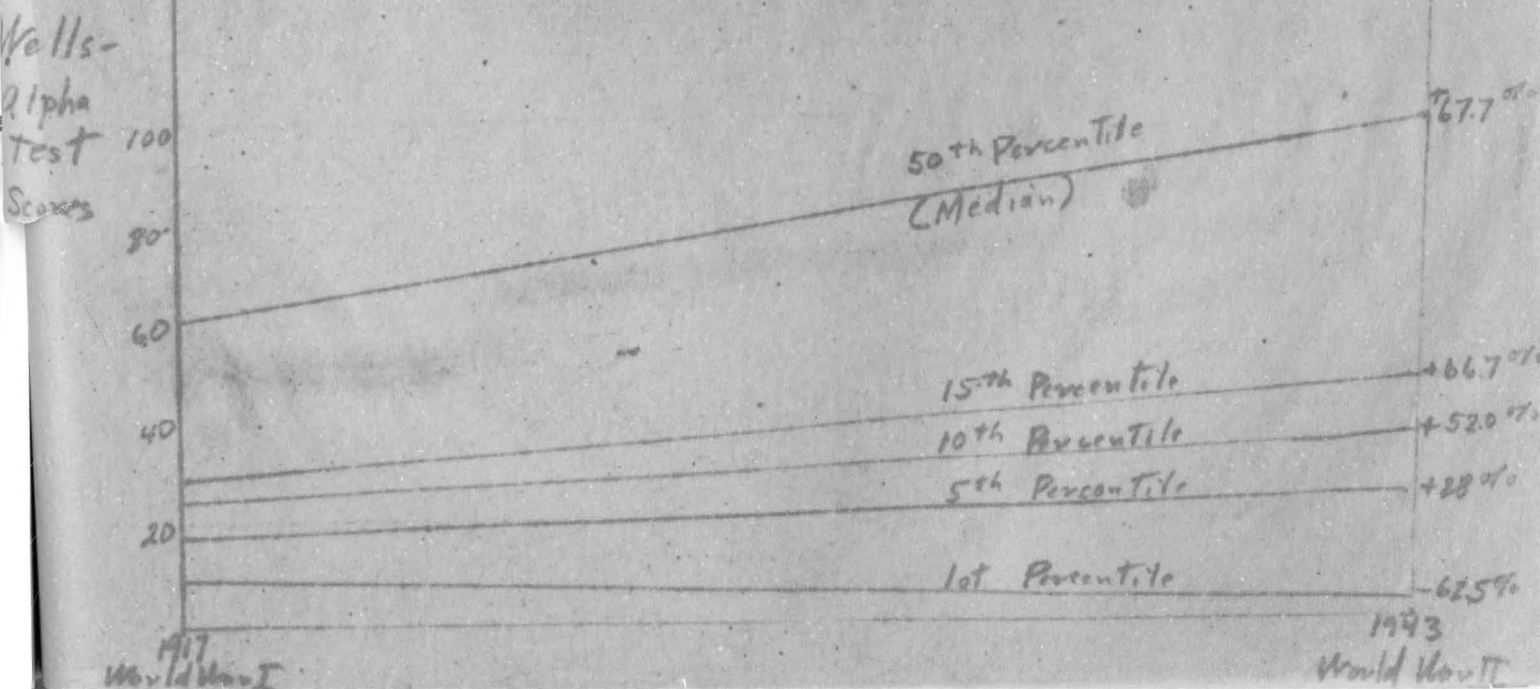 Wells-
alpha
Test
Scores
100
80
60
40
20
50th Percentile
(Median)
+67.7%
15th Percentile
+66.7%
10th Percentile
+52.0%
5th Percentile
+28%
1st Percentile
-62.5%
1917
World War I
1943
World War II